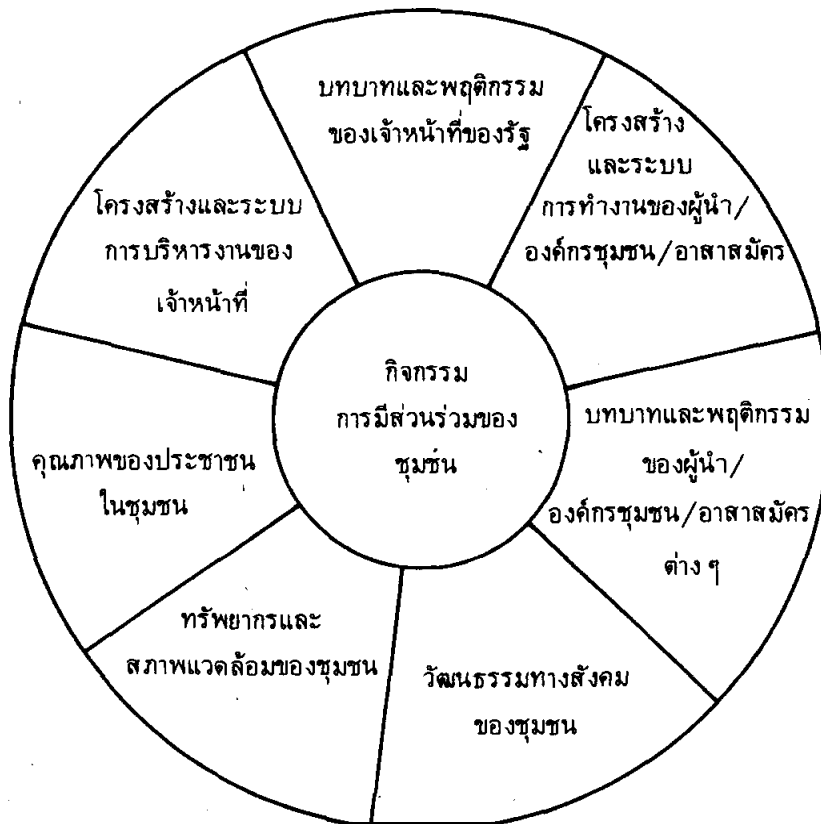 บทบาทและพฤติกรรม
ของเจ้าหน้าที่ของรัฐ
โครงสร้าง
และระบบ
การทำงานของผู้นำ/
องค์กรชุมชน/อาสาสมัคร
โครงสร้างและระบบ
การบริหารงานของ
เจ้าหน้าที่
กิจกรรม
การมีส่วนร่วมของ
ชุมชน
บทบาทและพฤติกรรม
ของผู้นำ/
องค์กรชุมชน/อาสาสมัคร
ต่าง ๆ
คุณภาพของประชาชน
ในชุมชน
ทรัพยากรและ
สภาพแวดล้อมของชุมชน
วัฒนธรรมทางสังคม
ของชุมชน